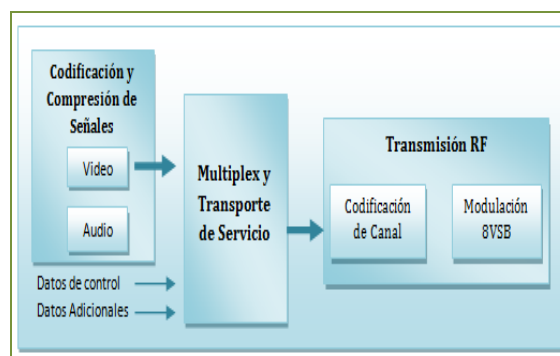 Codificación y
Compresión de
Señales
Video
Audio
Datos de control
Datos Adicionales
Multiplex y
Transporte
de Servicio
Transmisión RF
Codificación
de Canal
Modulación
8VSB